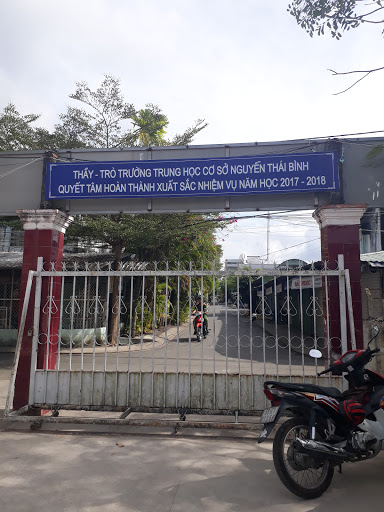 THẦY - TRÒ TRƯỜNG TRUNG HỌC CƠ SỞ NGUYỄN THÁI BÌNH
QUYẾT TÂM HOÀN THÀNH XUẤT SẮC NHIỆM VỤ NĂM HỌC 2017 - 2018